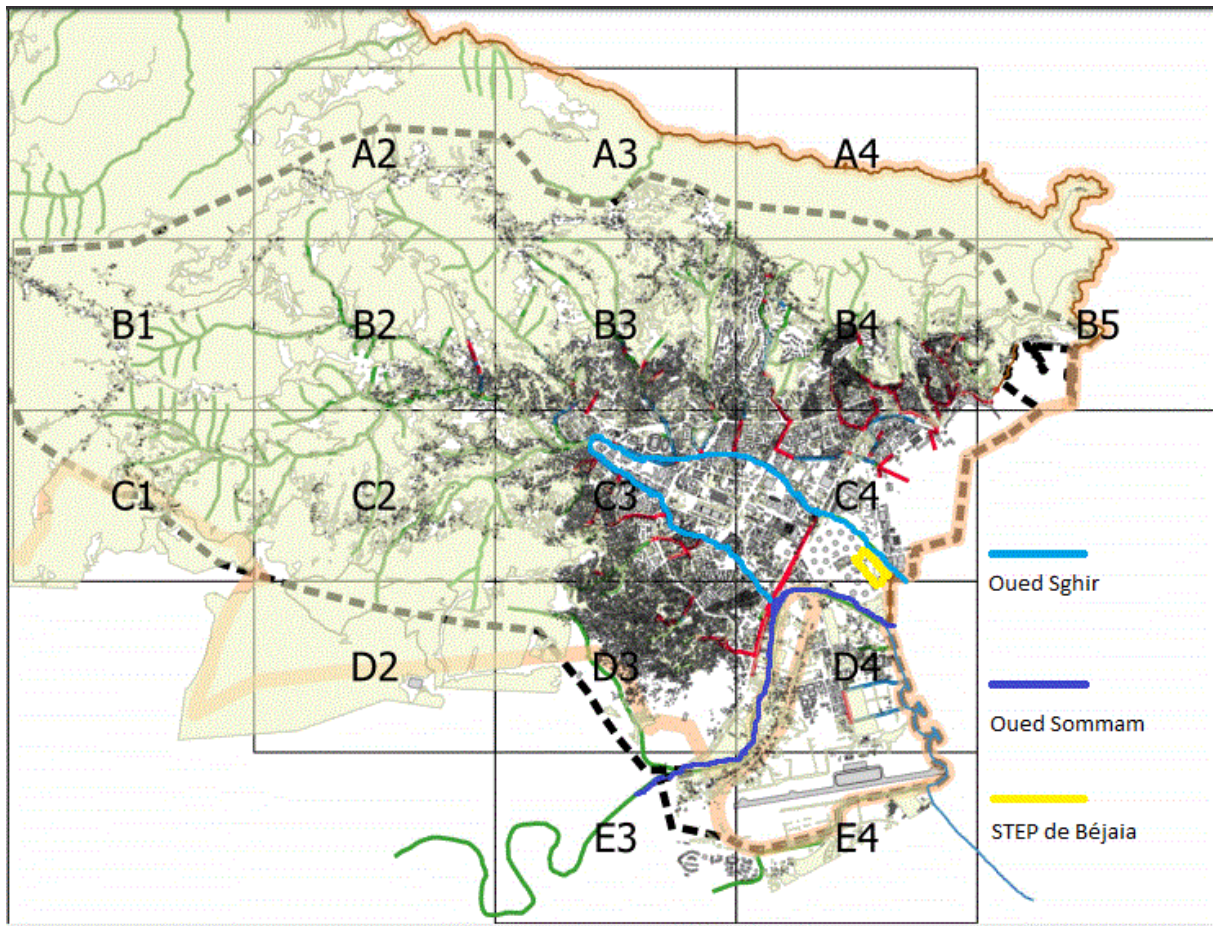 A2
A3
A4
B1
B2
B3
B4
B5
C1
C2
C3
C4
Oued Sghir
D2
D3
D4
Oued Sommam
E3
E4
STEP de Béjaia